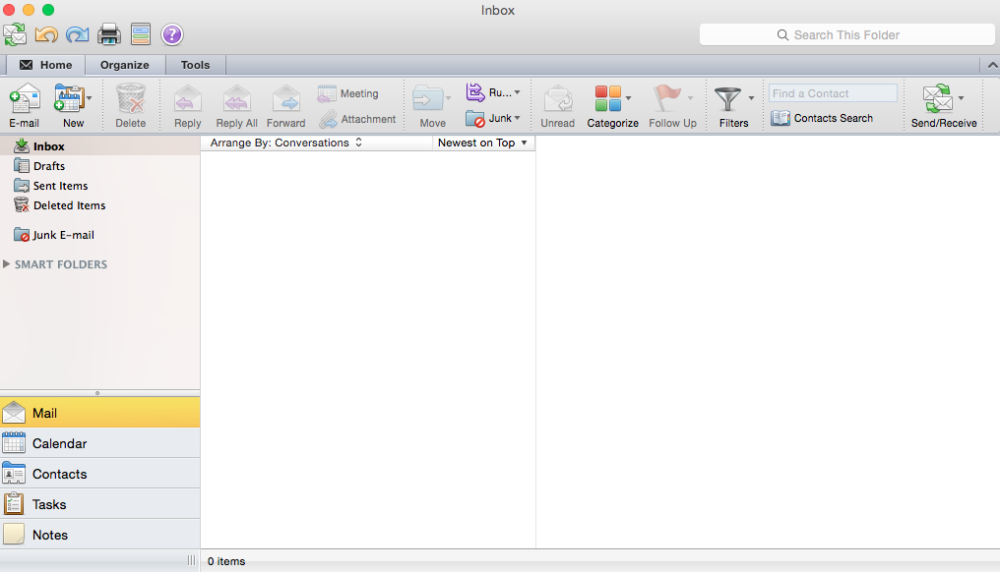 Inbox
?
Search This Folder
Home Organize Tools
Meeting Ru... Find a Contact
Attachment Junk Contacts Search
E-mail New Delete Reply Reply All Forward Move Unread Categorize Follow Up Filters Send/Receive
Inbox Arrange By: Conversations Newest on Top
Drafts
Sent Items
Deleted Items
Junk E-mail
SMART FOLDERS
Mail
Calendar
Contacts
Tasks
Notes
0 items